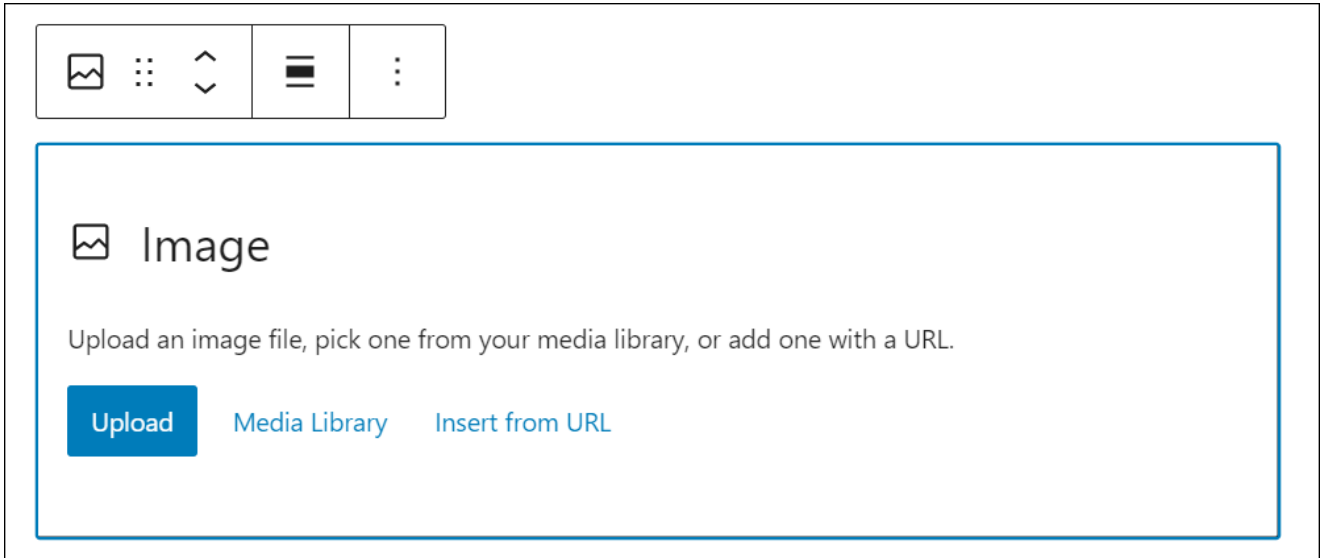 Image
Upload an image file, pick one from your media library, or add one with a URL.
Upload Media Library Insert from URL